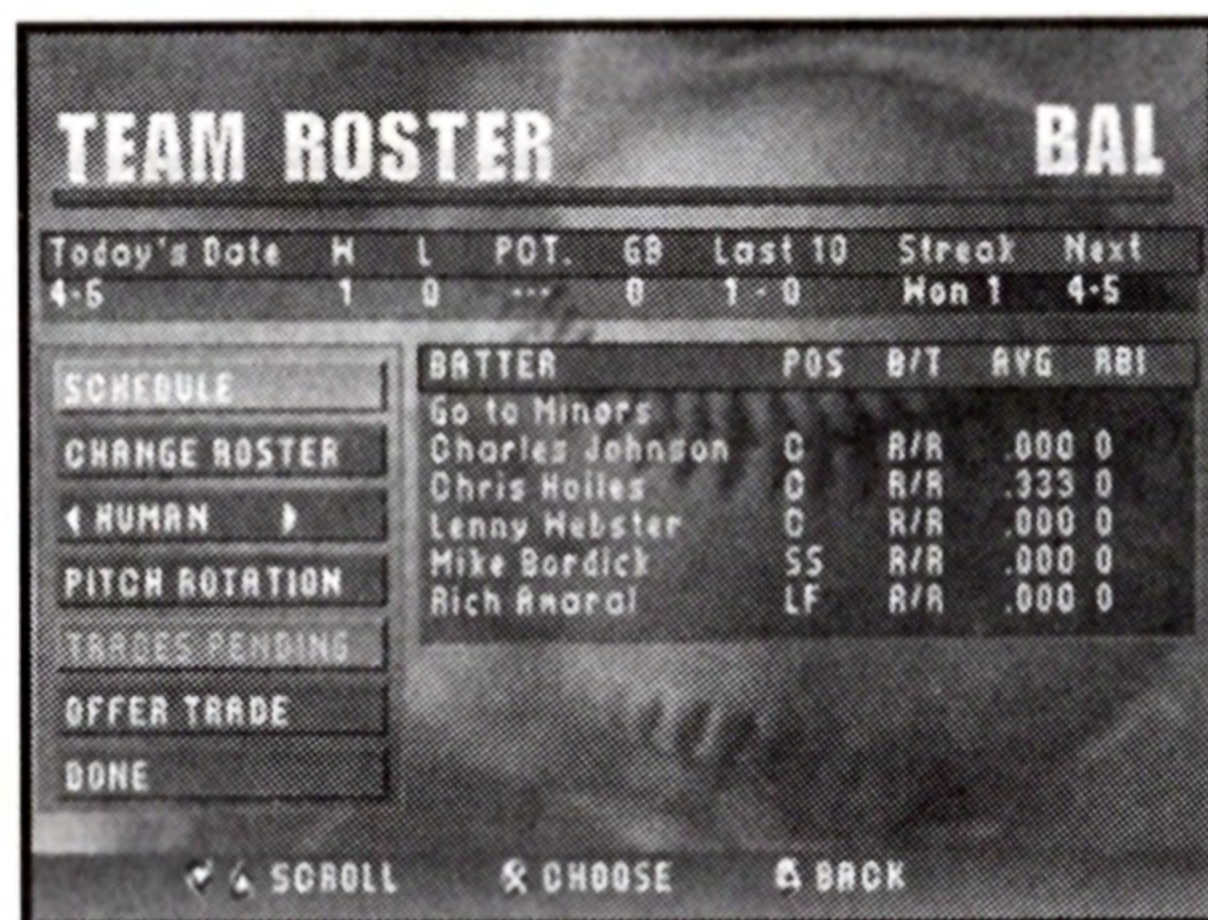 TEAM ROSTER BAL
Today's Date W L PCT. GB Last 10 Streak Next
4-5 1 0 --- 0 1 - 0 Won 1 4-5
SCHEDULE
CHANGE ROSTER
HUMAN
PITCH ROTATION
TRADES PENDING
OFFER TRADE
DONE
BATTER POS B/T AVG RBI
Go to Minors
Charles Johnson C R/R .000 0
Chris Hoiles C R/R .333 0
Lenny Webster C R/R .000 0
Mike Bordick SS R/R .000 0
Rich Amaral LF R/R .000 0
SCROLL CHOOSE BACK